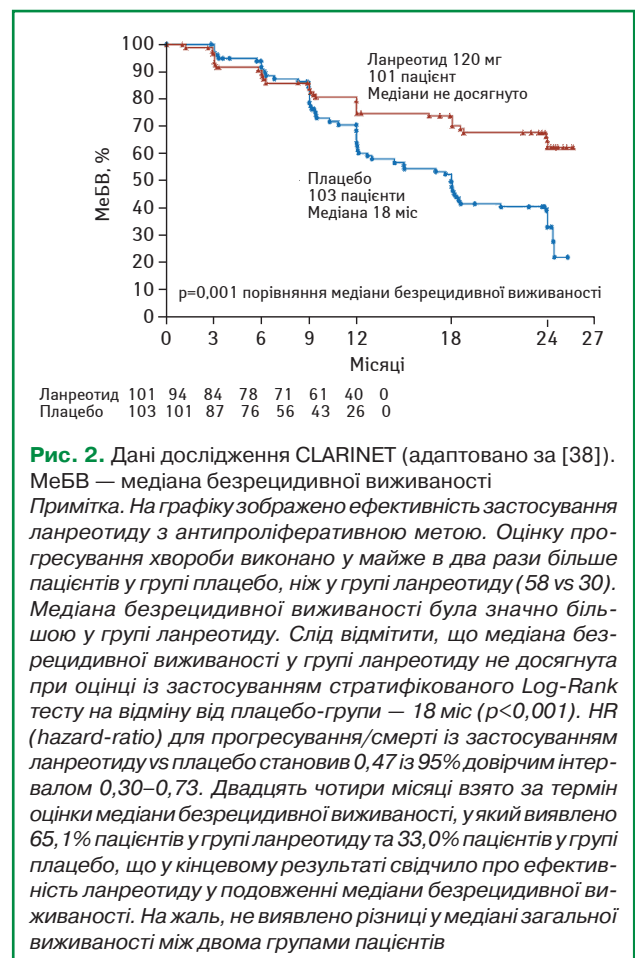 100
90
80
70
60
50
40
30
20
10
0
МеБВ, %
Ланреотид 120 мг
101 пацієнт
Медіани не досягнуто
Плацебо
103 пацієнти
Медіана 18 міс
p=0,001 порівняння медіани безрецидивної виживаності
0 3 6 9 12 18 24 27
Місяці
Ланреотид 101 94 84 78 71 61 40 0
Плацебо 103 101 87 76 56 43 26 0
Рис. 2. Дані дослідження CLARINET (адаптовано за [38]).
МеБВ — медіана безрецидивної виживаності
Примітка. На графіку зображено ефективність застосування
ланреотиду з антипроліферативною метою. Оцінку про-
гресування хвороби виконано у майже в два рази більше
пацієнтів у групі плацебо, ніж у групі ланреотиду (58 vs 30).
Медіана безрецидивної виживаності була значно біль-
шою у групі ланреотиду. Слід відмітити, що медіана без-
рецидивної виживаності у групі ланреотиду не досягнута
при оцінці із застосуванням стратифікованого Log-Rank
тесту на відміну від плацебо-групи — 18 міс (p<0,001). HR
(hazard-ratio) для прогресування/смерті із застосуванням
ланреотиду vs плацебо становив 0,47 із 95% довірчим інтер-
валом 0,30–0,73. Двадцять чотири місяці взято за термін
оцінки медіани безрецидивної виживаності, у який виявлено
65,1% пацієнтів у групі ланреотиду та 33,0% пацієнтів у групі
плацебо, що у кінцевому результаті свідчило про ефектив-
ність ланреотиду у подовженні медіани безрецидивної ви-
живаності. На жаль, не виявлено різниці у медіані загальної
виживаності між двома групами пацієнтів